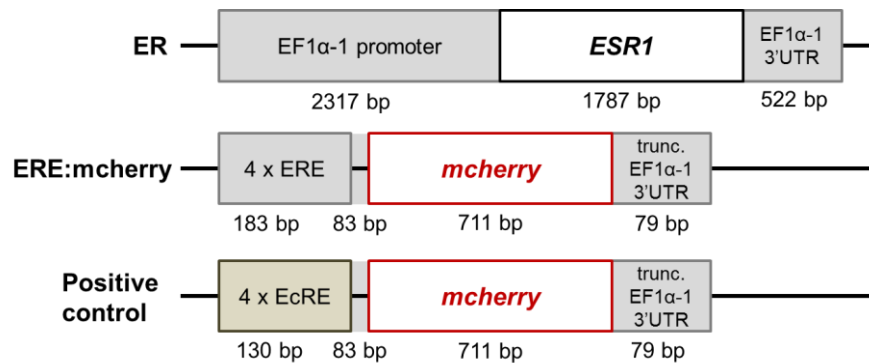 ER
EF1α-1 promoter
ESR1
EF1α-1
3'UTR
2317 bp
1787 bp
522 bp
ERE:mcherry
4 x ERE
mcherry
trunc.
EF1α-1
3'UTR
183 bp
83 bp
711 bp
79 bp
Positive
control
4 x EcRE
mcherry
trunc.
EF1α-1
3'UTR
130 bp
83 bp
711 bp
79 bp